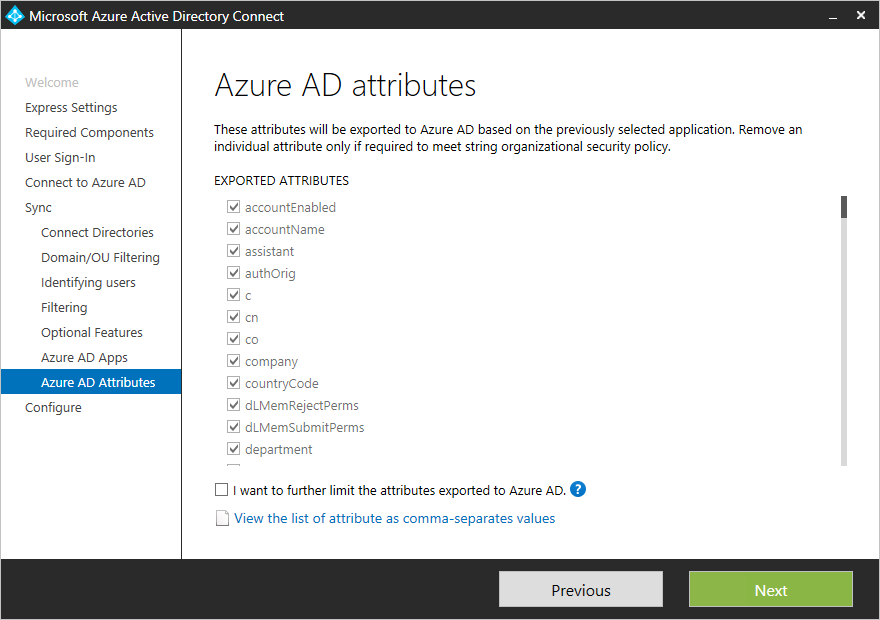 Microsoft Azure Active Directory Connect
Welcome
Express Settings
Required Components
User Sign-In
Connect to Azure AD
Sync
Connect Directories
Domain/OU Filtering
Identifying users
Filtering
Optional Features
Azure AD Apps
Azure AD Attributes
Configure
Azure AD attributes
These attributes will be exported to Azure AD based on the previously selected application. Remove an
individual attribute only if required to meet string organizational security policy.
EXPORTED ATTRIBUTES
accountEnabled
accountName
assistant
authOrig
c
cn
co
company
countryCode
dLMemRejectPerms
dLMemSubmitPerms
department
I want to further limit the attributes exported to Azure AD. ?
View the list of attribute as comma-separates values
Previous
Next